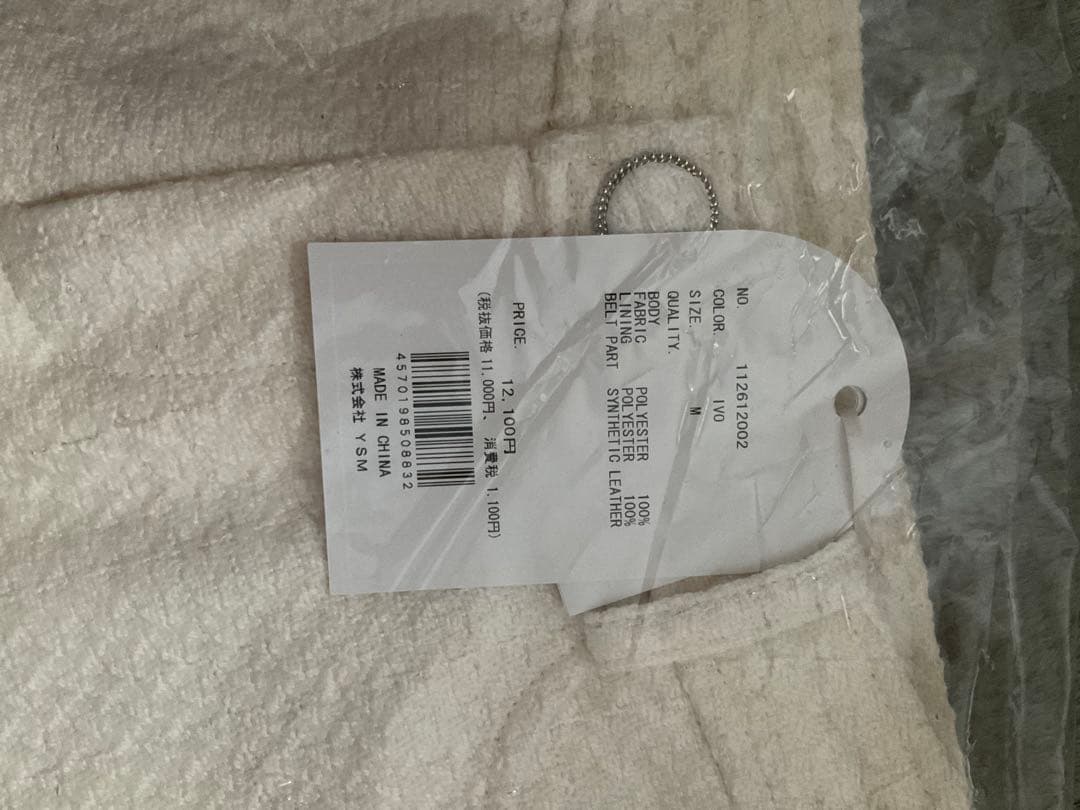 NO. 112612002
COLOR. IVO
SIZE. M
QUALITY.
BODY
FABRIC POLYESTER 100%
LINING POLYESTER 100%
BELT PART SYNTHETIC LEATHER
PRICE. 12,100円
(税抜価格 11,000円、 消費税 1,100円)
4570198508832
MADE IN CHINA
株式会社 YSM